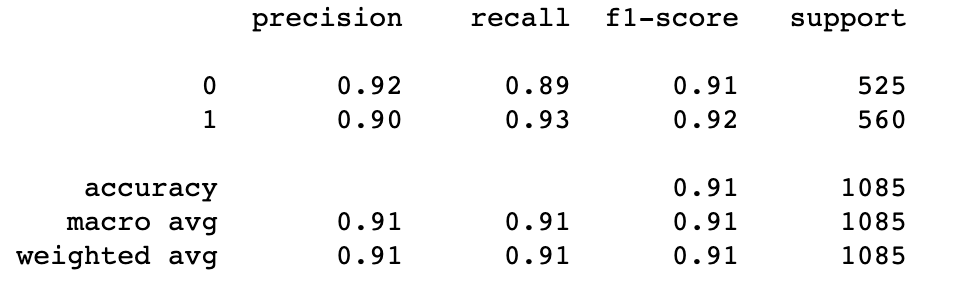 precision recall f1-score support
0 0.92 0.89 0.91 525
1 0.90 0.93 0.92 560
accuracy 0.91 1085
macro avg 0.91 0.91 0.91 1085
weighted avg 0.91 0.91 0.91 1085